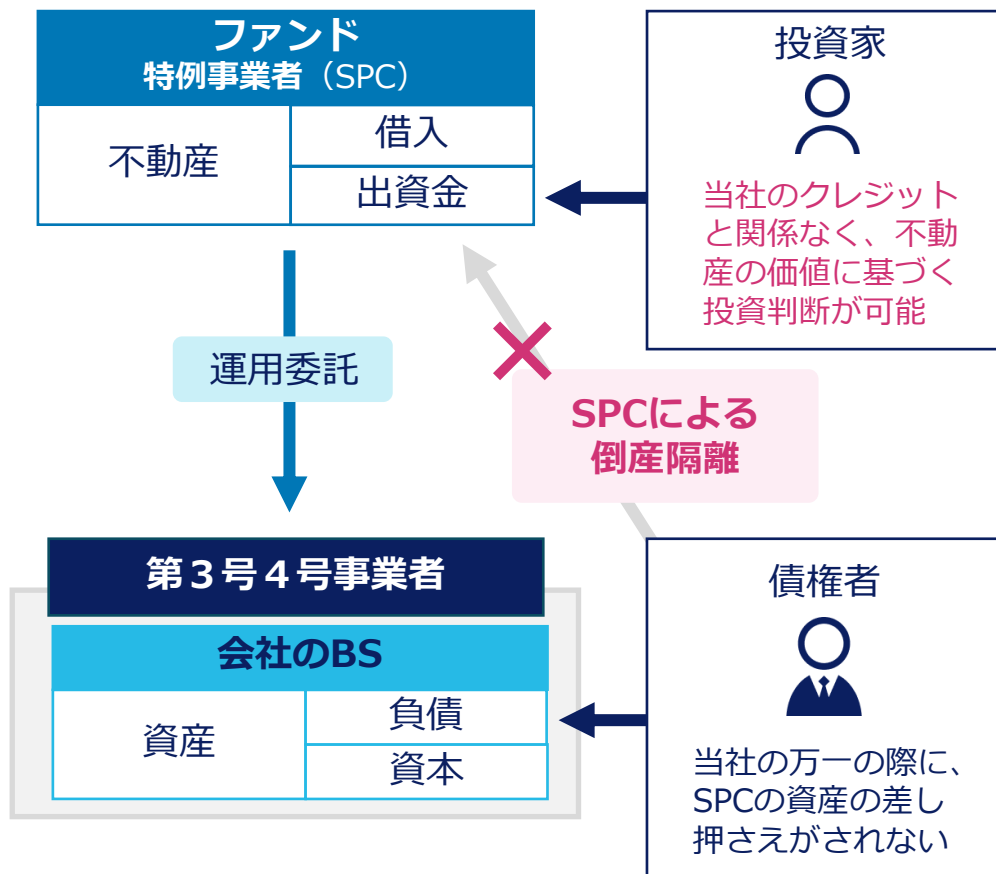 ファンド
特例事業者（SPC）
不動産
借入
出資金
投資家
当社のクレジット
と関係なく、不動
産の価値に基づく
投資判断が可能
運用委託
SPCによる
倒産隔離
第３号４号事業者
会社のBS
資産
負債
資本
債権者
当社の万一の際に、
SPCの資産の差し
押さえがされない